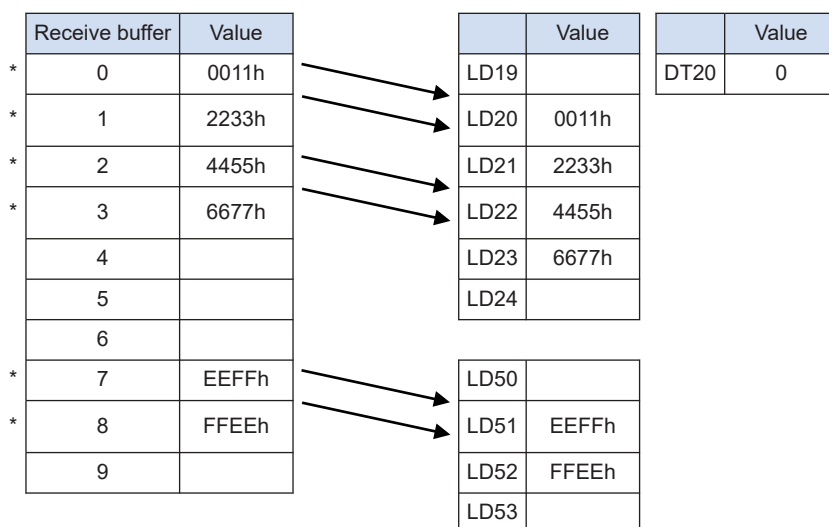 Receive buffer Value
* 0 0011h
* 1 2233h
* 2 4455h
* 3 6677h
4
5
6
* 7 EEFFh
* 8 FFEEh
9
Value
LD19
LD20 0011h
LD21 2233h
LD22 4455h
LD23 6677h
LD24
LD50
LD51 EEFFh
LD52 FFEEh
LD53
Value
DT20 0